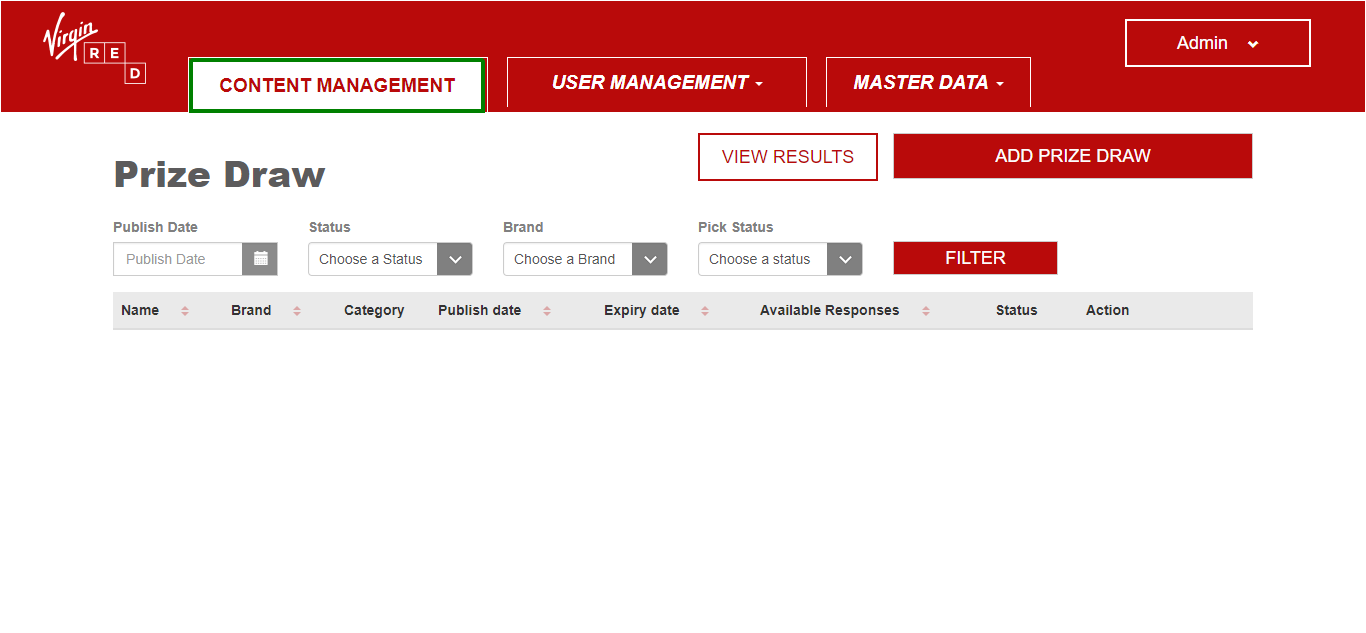 Virgin
RED
CONTENT MANAGEMENT
USER MANAGEMENT
MASTER DATA
Admin
Prize Draw
VIEW RESULTS
ADD PRIZE DRAW
Publish Date
Status
Brand
Pick Status
Publish Date
Choose a Status
Choose a Brand
Choose a status
FILTER
Name Brand Category Publish date Expiry date Available Responses Status Action